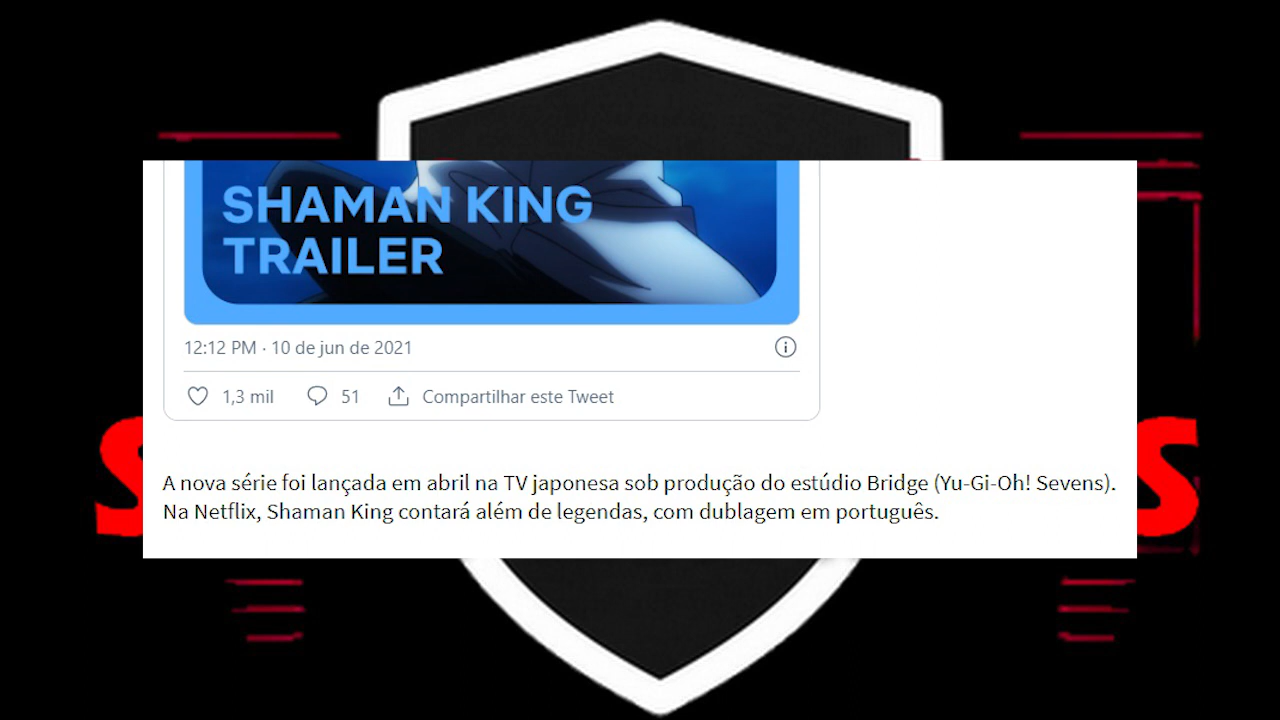 SHAMAN KING
TRAILER
12:12 PM · 10 de jun de 2021
1,3 mil 51 Compartilhar este Tweet
S S
A nova série foi lançada em abril na TV japonesa sob produção do estúdio Bridge (Yu-Gi-Oh! Sevens).
Na Netflix, Shaman King contará além de legendas, com dublagem em português.